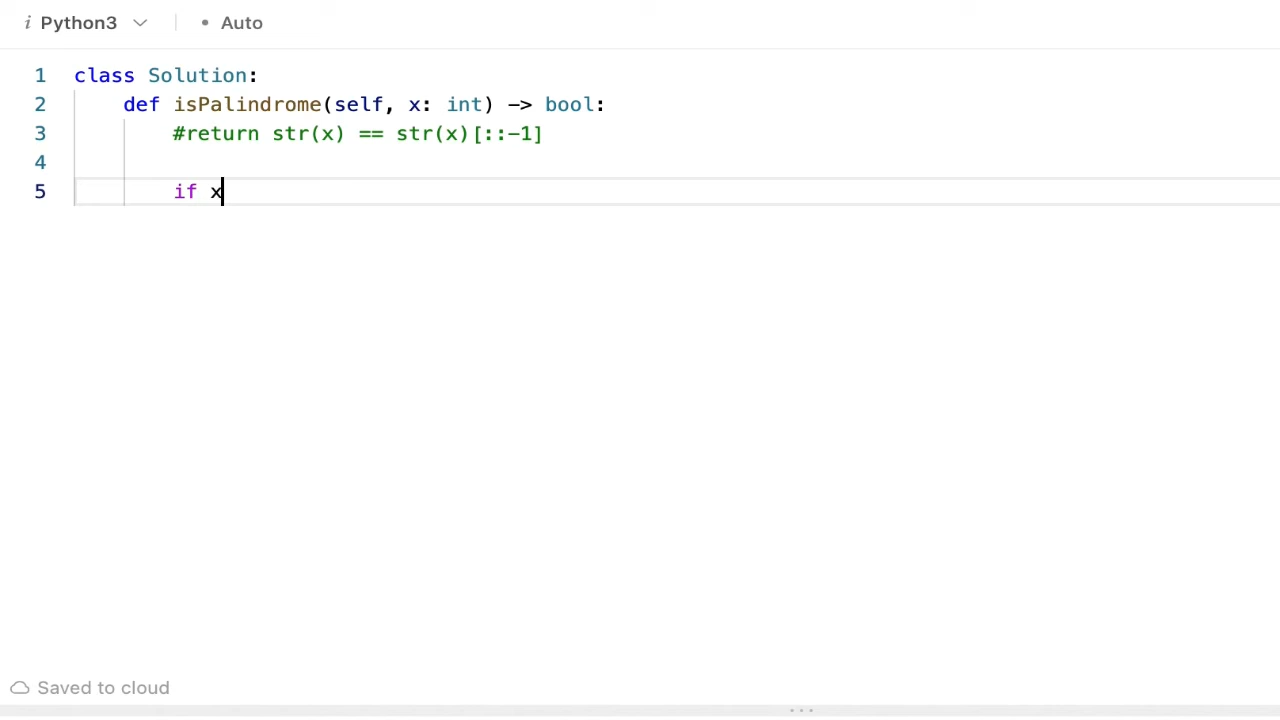 i Python3 • Auto
1 class Solution:
2 def isPalindrome(self, x: int) -> bool:
3 #return str(x) == str(x)[::-1]
4
5 if x
Saved to cloud